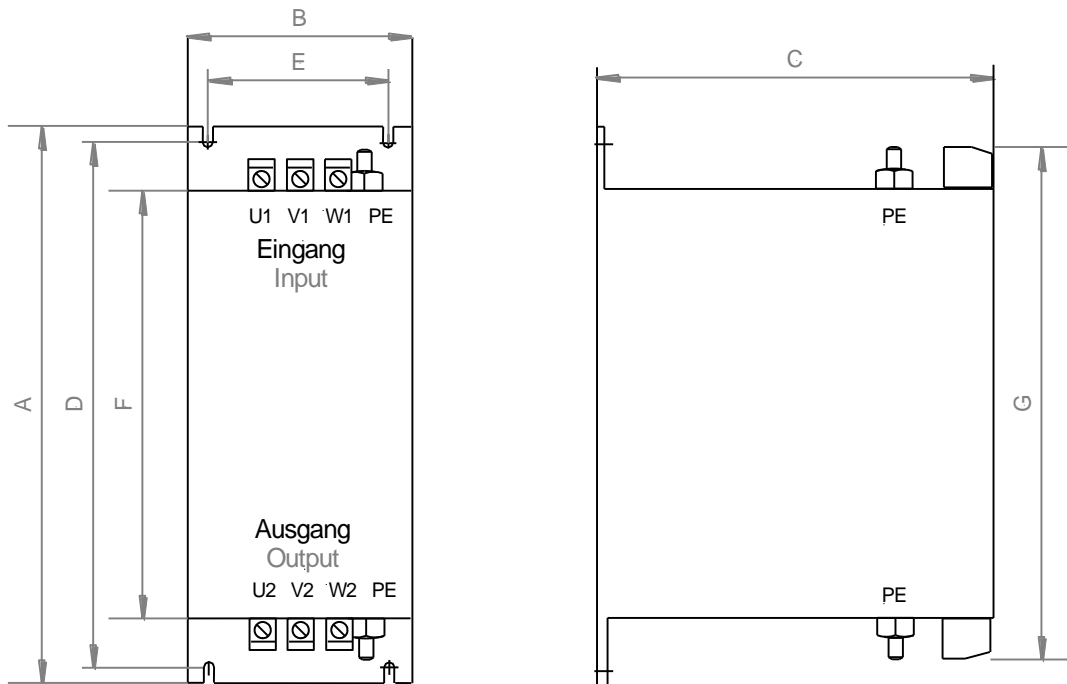 B
E
C
A
D
F
G
U1 V1 W1 PE
Eingang
Input
PE
Ausgang
Output
U2 V2 W2 PE
PE